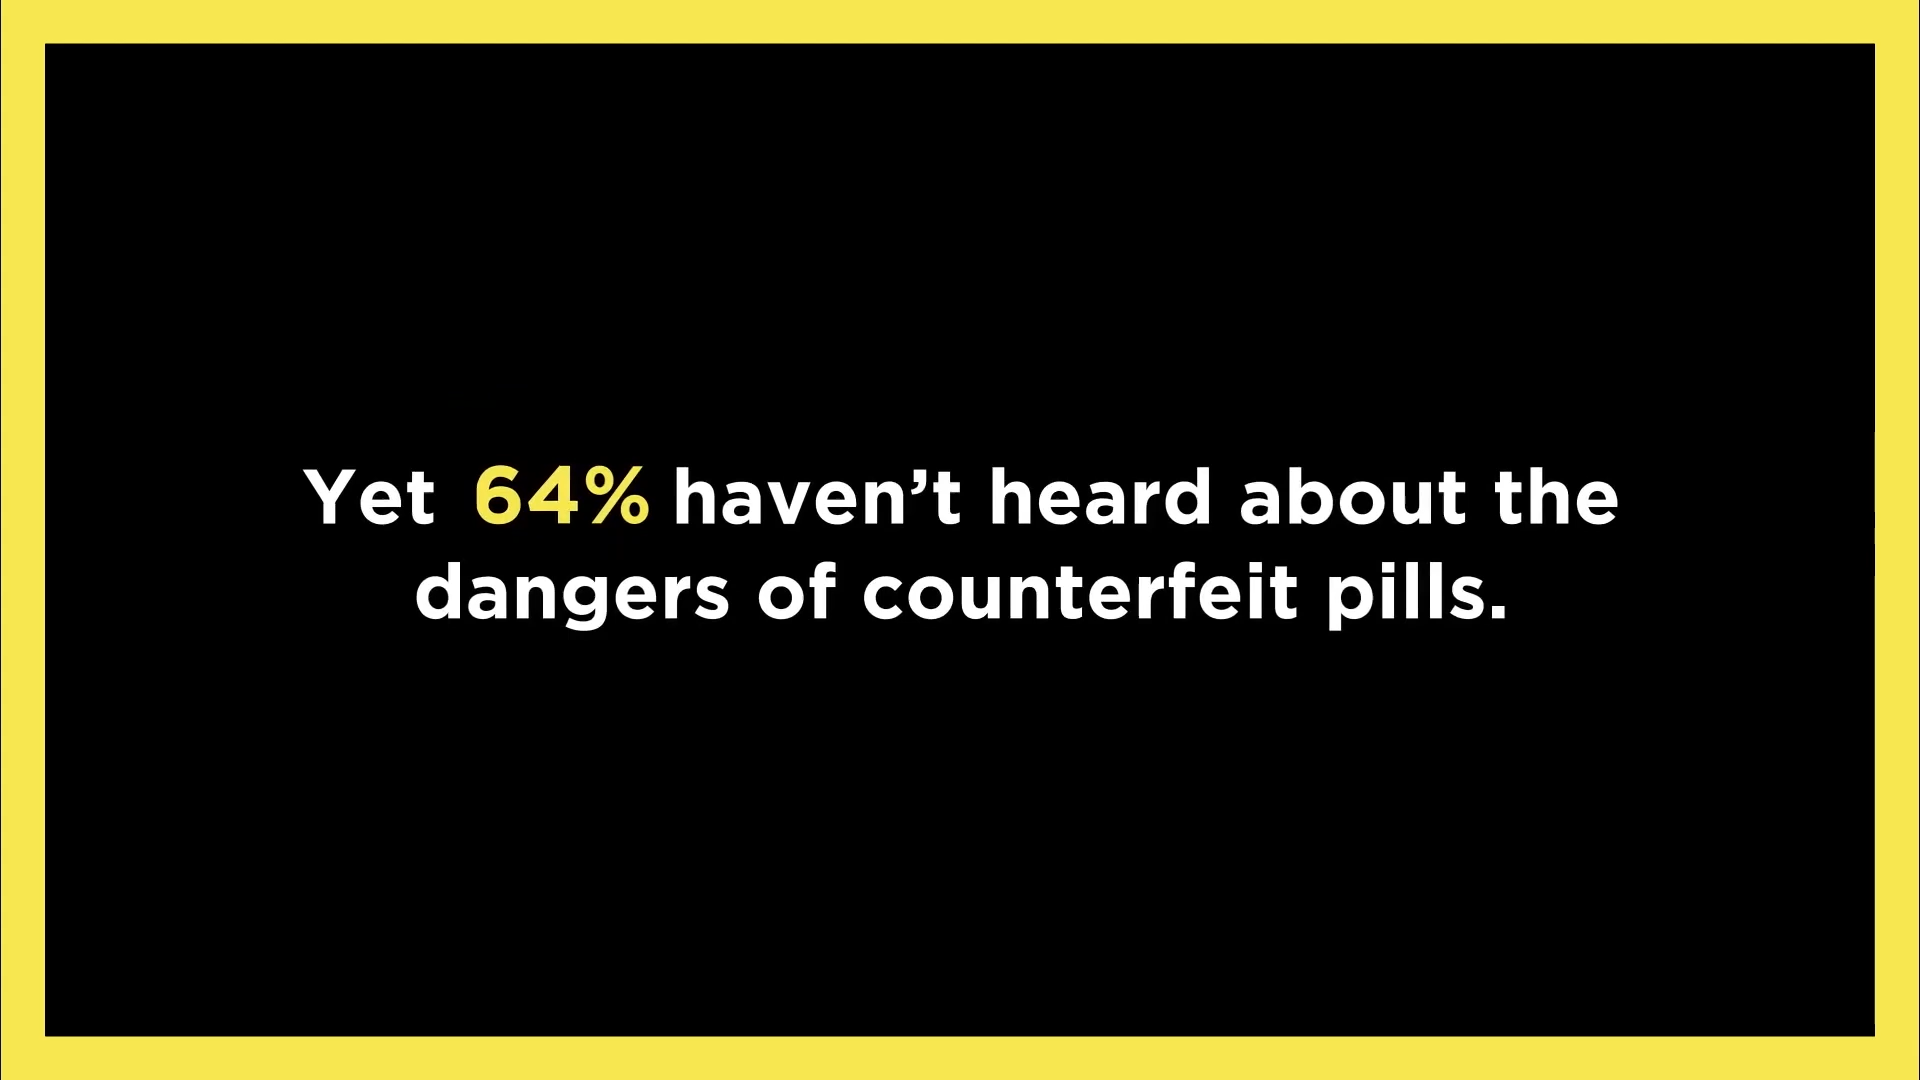 Yet 64% haven’t heard about the
dangers of counterfeit pills.